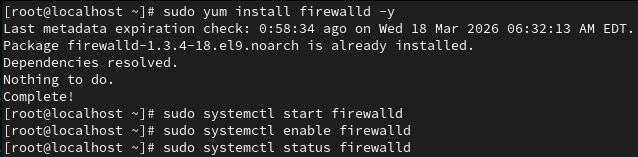 [root@localhost ~]# sudo yum install firewalld -y
Last metadata expiration check: 0:58:34 ago on Wed 18 Mar 2026 06:32:13 AM EDT.
Package firewalld-1.3.4-18.el9.noarch is already installed.
Dependencies resolved.
Nothing to do.
Complete!
[root@localhost ~]# sudo systemctl start firewalld
[root@localhost ~]# sudo systemctl enable firewalld
[root@localhost ~]# sudo systemctl status firewalld